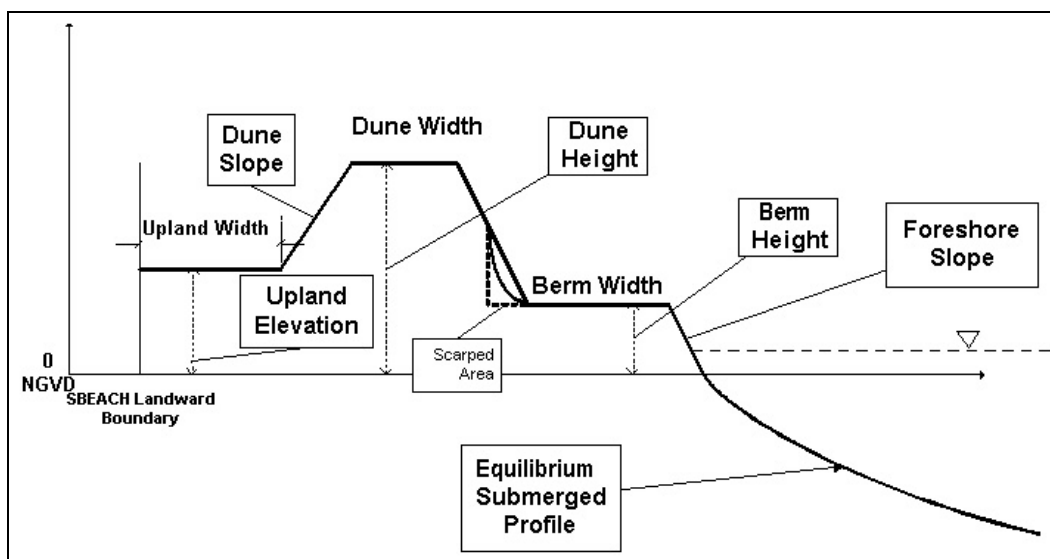 Dune Width
Dune
Slope
Dune
Height
Upland Width
Berm
Height
Foreshore
Slope
Berm Width
Upland
Elevation
Scarped
Area
0
NGVD
SBEACH Landward
Boundary
Equilibrium
Submerged
Profile